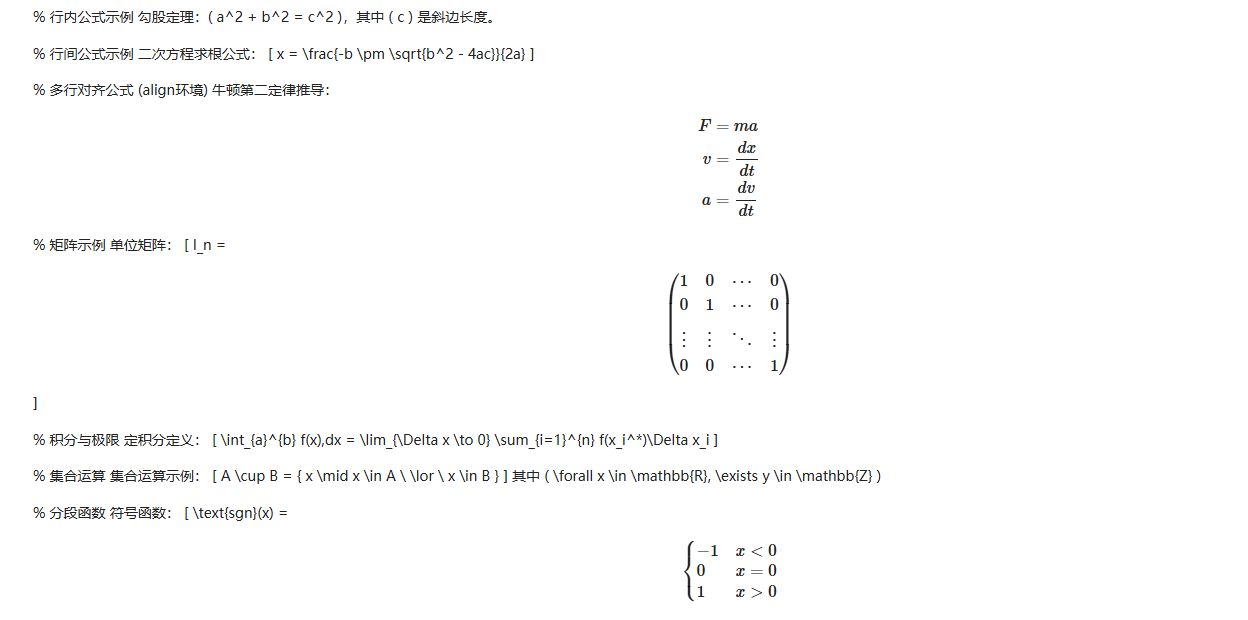 % 行内公式示例 勾股定理：( a^2 + b^2 = c^2 )，其中 ( c ) 是斜边长度。
% 行间公式示例 二次方程求根公式： [ x = \frac{-b \pm \sqrt{b^2 - 4ac}}{2a} ]
% 多行对齐公式 (align环境) 牛顿第二定律推导：
F = ma
v = \frac{dx}{dt}
a = \frac{dv}{dt}
% 矩阵示例 单位矩阵： [ I_n =
1 0 ⋯ 0
0 1 ⋯ 0
⋮ ⋮ ⋱ ⋮
0 0 ⋯ 1
]
% 积分与极限 定积分定义： [ \int_{a}^{b} f(x),dx = \lim_{\Delta x \to 0} \sum_{i=1}^{n} f(x_i^*)\Delta x_i ]
% 集合运算 集合运算示例： [ A \cup B = { x \mid x \in A \ \lor \ x \in B } ] 其中 ( \forall x \in \mathbb{R}, \exists y \in \mathbb{Z} )
% 分段函数 符号函数： [ \text{sgn}(x) =
−1 x < 0
0 x = 0
1 x > 0